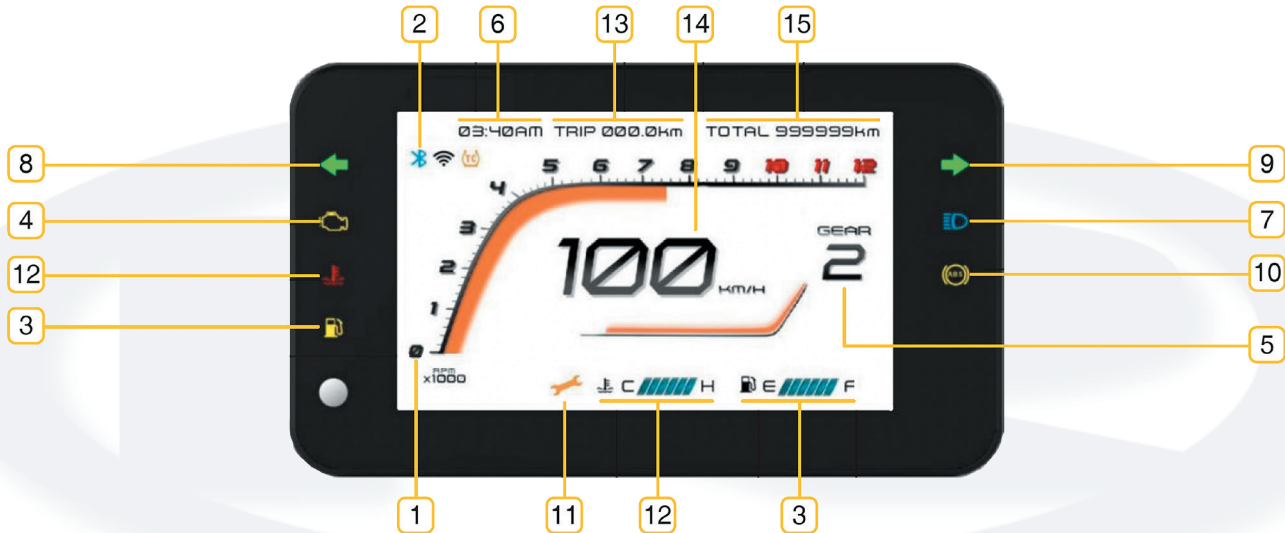 2 6 13 14 15
03:40AM TRIP 000.0km TOTAL 999999km
TC
5 6 7 8 9 10 11 12
8 9
4
4 7
3
GEAR
100 KM/H 2
12 2 10
ABS
1
3 5
0
RPM
x1000
C H E F
1 11 12 3